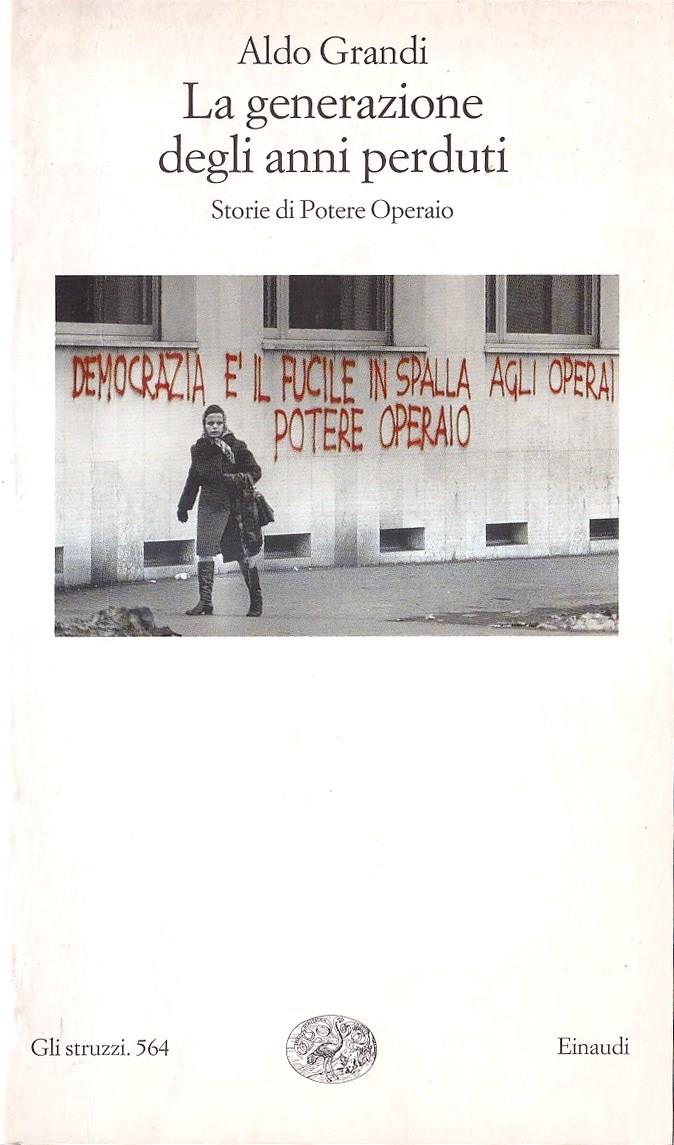 Aldo Grandi
La generazione
degli anni perduti
Storie di Potere Operaio
DEMOCRAZIA E' IL FUCILE IN SPALLA AGLI OPERAI
POTERE OPERAIO
Gli struzzi. 564
Einaudi